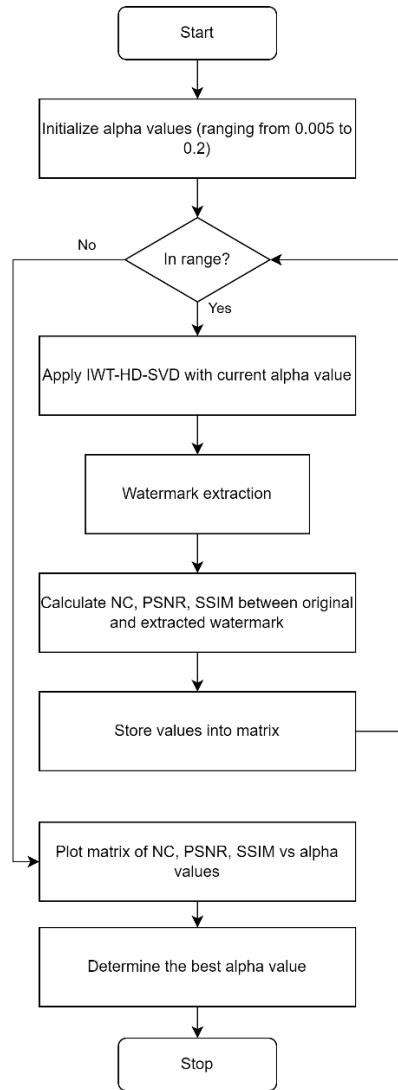 Start
Initialize alpha values (ranging from 0.005 to
0.2)
No
In range?
Yes
Apply IWT-HD-SVD with current alpha value
Watermark extraction
Calculate NC, PSNR, SSIM between original
and extracted watermark
Store values into matrix
Plot matrix of NC, PSNR, SSIM vs alpha
values
Determine the best alpha value
Stop